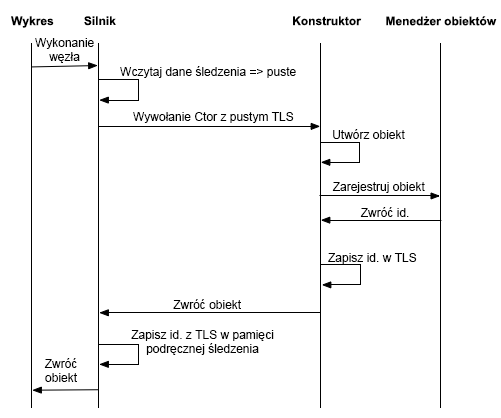 Wykres Silnik Konstruktor Menedżer obiektów
Wykonanie
węzła
Wczytaj dane śledzenia => puste
Wywołanie Ctor z pustym TLS
Utwórz obiekt
Zarejestruj obiekt
Zwróć id.
Zapisz id. w TLS
Zwróć obiekt
Zapisz id. z TLS w pamięci
podręcznej śledzenia
Zwróć
obiekt